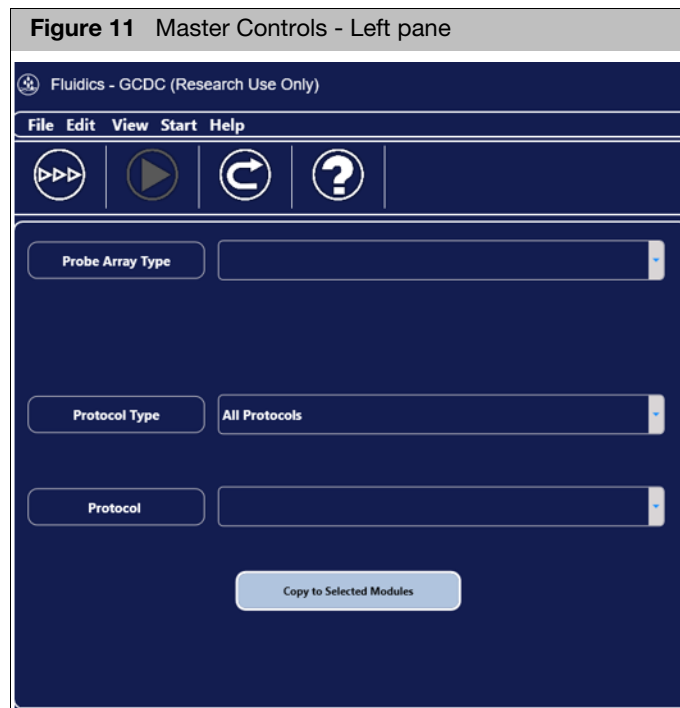 Figure 11 Master Controls - Left pane
Fluidics - GCDC (Research Use Only)
File Edit View Start Help
Probe Array Type
Protocol Type All Protocols
Protocol
Copy to Selected Modules